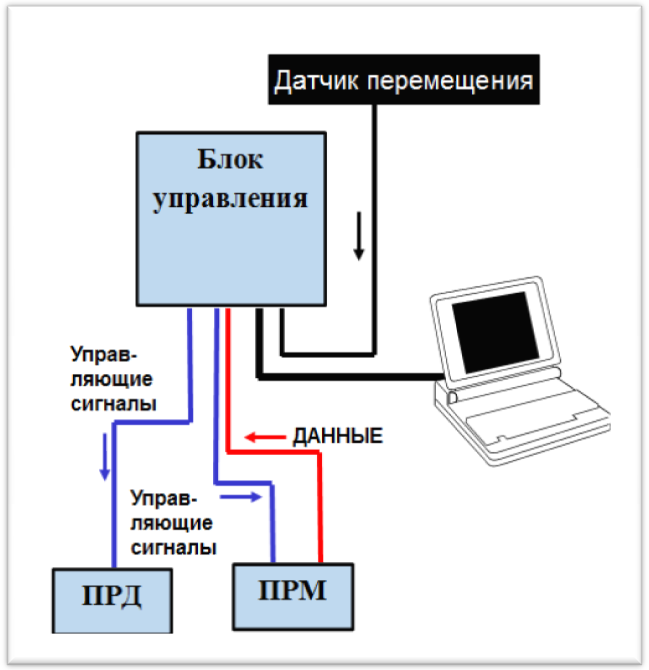 Датчик перемещения
Блок
управления
Управ-
ляющие
сигналы
ДАННЫЕ
Управ-
ляющие
сигналы
ПРД
ПРМ